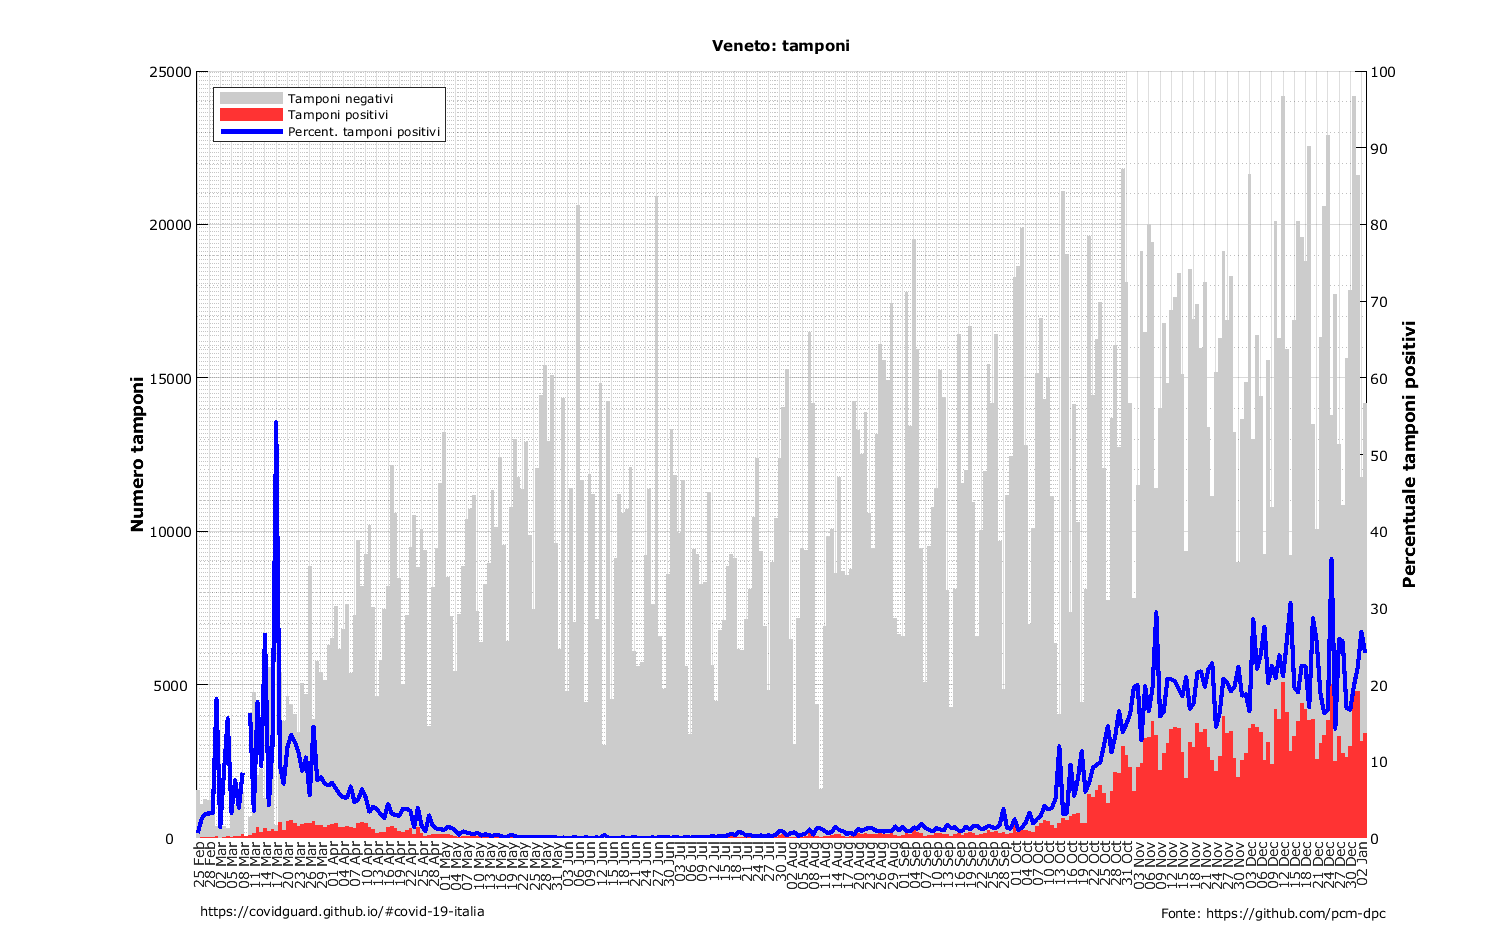 Veneto: tamponi
Tamponi negativi
Tamponi positivi
Percent. tamponi positivi
Numero tamponi
25000
20000
15000
10000
5000
0
100
90
80
70
60
50
40
30
20
10
0
Percentuale tamponi positivi
25 Feb
28 Feb
02 Mar
05 Mar
08 Mar
11 Mar
14 Mar
17 Mar
20 Mar
23 Mar
26 Mar
29 Mar
01 Apr
04 Apr
07 Apr
10 Apr
13 Apr
16 Apr
19 Apr
22 Apr
25 Apr
28 Apr
01 May
04 May
07 May
10 May
13 May
16 May
19 May
22 May
25 May
28 May
31 May
03 Jun
06 Jun
09 Jun
12 Jun
15 Jun
18 Jun
21 Jun
24 Jun
27 Jun
30 Jun
03 Jul
06 Jul
09 Jul
12 Jul
15 Jul
18 Jul
21 Jul
24 Jul
27 Jul
30 Jul
02 Aug
05 Aug
08 Aug
11 Aug
14 Aug
17 Aug
20 Aug
23 Aug
26 Aug
29 Aug
01 Sep
04 Sep
07 Sep
10 Sep
13 Sep
16 Sep
19 Sep
22 Sep
25 Sep
28 Sep
01 Oct
04 Oct
07 Oct
10 Oct
13 Oct
16 Oct
19 Oct
22 Oct
25 Oct
28 Oct
31 Oct
03 Nov
06 Nov
09 Nov
12 Nov
15 Nov
18 Nov
21 Nov
24 Nov
27 Nov
30 Nov
03 Dec
06 Dec
09 Dec
12 Dec
15 Dec
18 Dec
21 Dec
24 Dec
27 Dec
30 Dec
02 Jan
https://covidguard.github.io/#covid-19-italia
Fonte: https://github.com/pcm-dpc